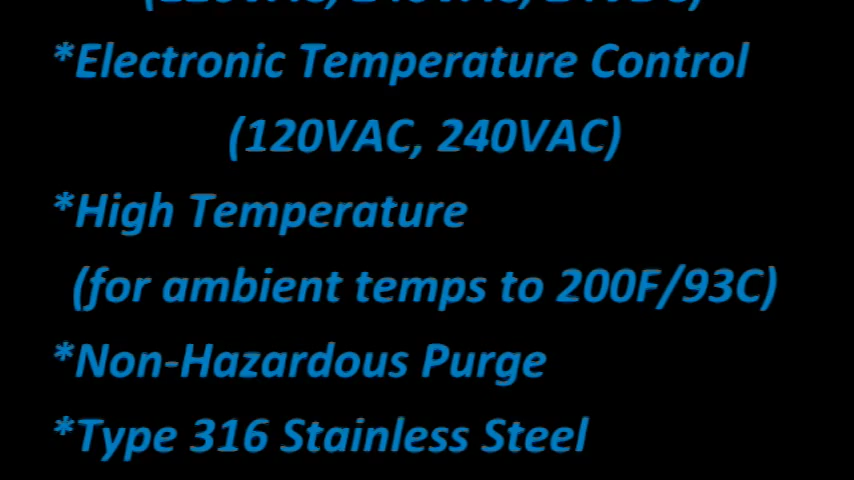 *Electronic Temperature Control
(120VAC, 240VAC)
*High Temperature
(for ambient temps to 200F/93C)
*Non-Hazardous Purge
*Type 316 Stainless Steel